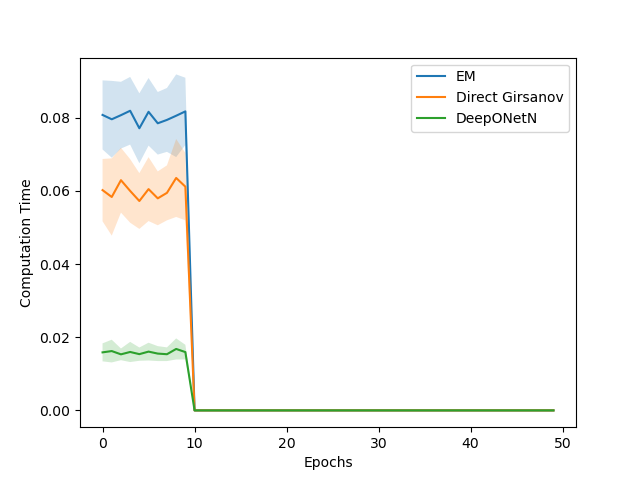 EM
Direct Girsanov
DeepONetN
0.08
0.06
0.04
0.02
0.00
Computation Time
0 10 20 30 40 50
Epochs